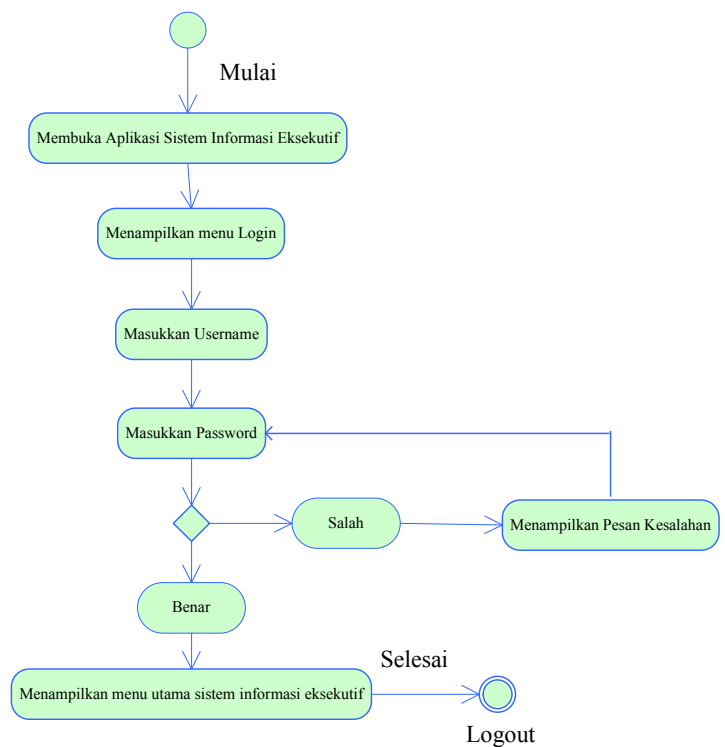 Mulai
Membuka Aplikasi Sistem Informasi Eksekutif
Menampilkan menu Login
Masukkan Username
Masukkan Password
Salah
Menampilkan Pesan Kesalahan
Benar
Selesai
Menampilkan menu utama sistem informasi eksekutif
Logout